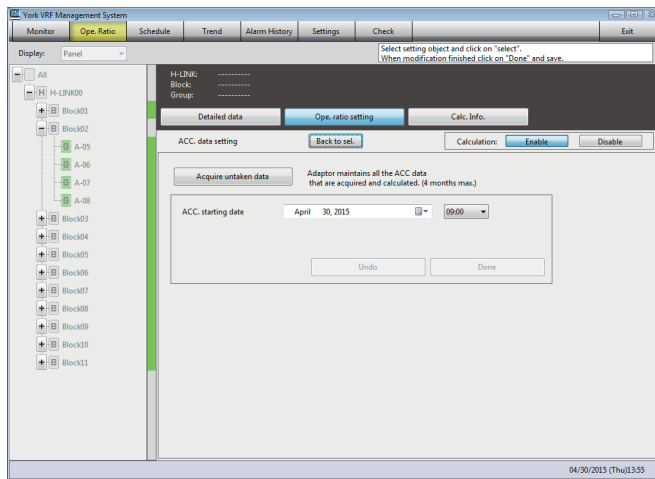 York VRF Management System
Monitor Ope. Ratio Schedule Trend Alarm History Settings Check Exit
Display: Panel
Select setting object and click on "select".
When modification finished click on "Done" and save.
All
H H-LINK00
B Block01
B Block02
G A-05
G A-06
G A-07
G A-08
B Block03
B Block04
B Block05
B Block06
B Block07
B Block08
B Block09
B Block10
B Block11
H-LINK: ----------
Block: ----------
Group: ----------
Detailed data Ope. ratio setting Calc. Info.
ACC. data setting Back to sel. Calculation: Enable Disable
Acquire untaken data
Adaptor maintains all the ACC data
that are acquired and calculated. (4 months max.)
ACC. starting date April 30, 2015 09:00
Undo Done
04/30/2015 (Thu)13:55